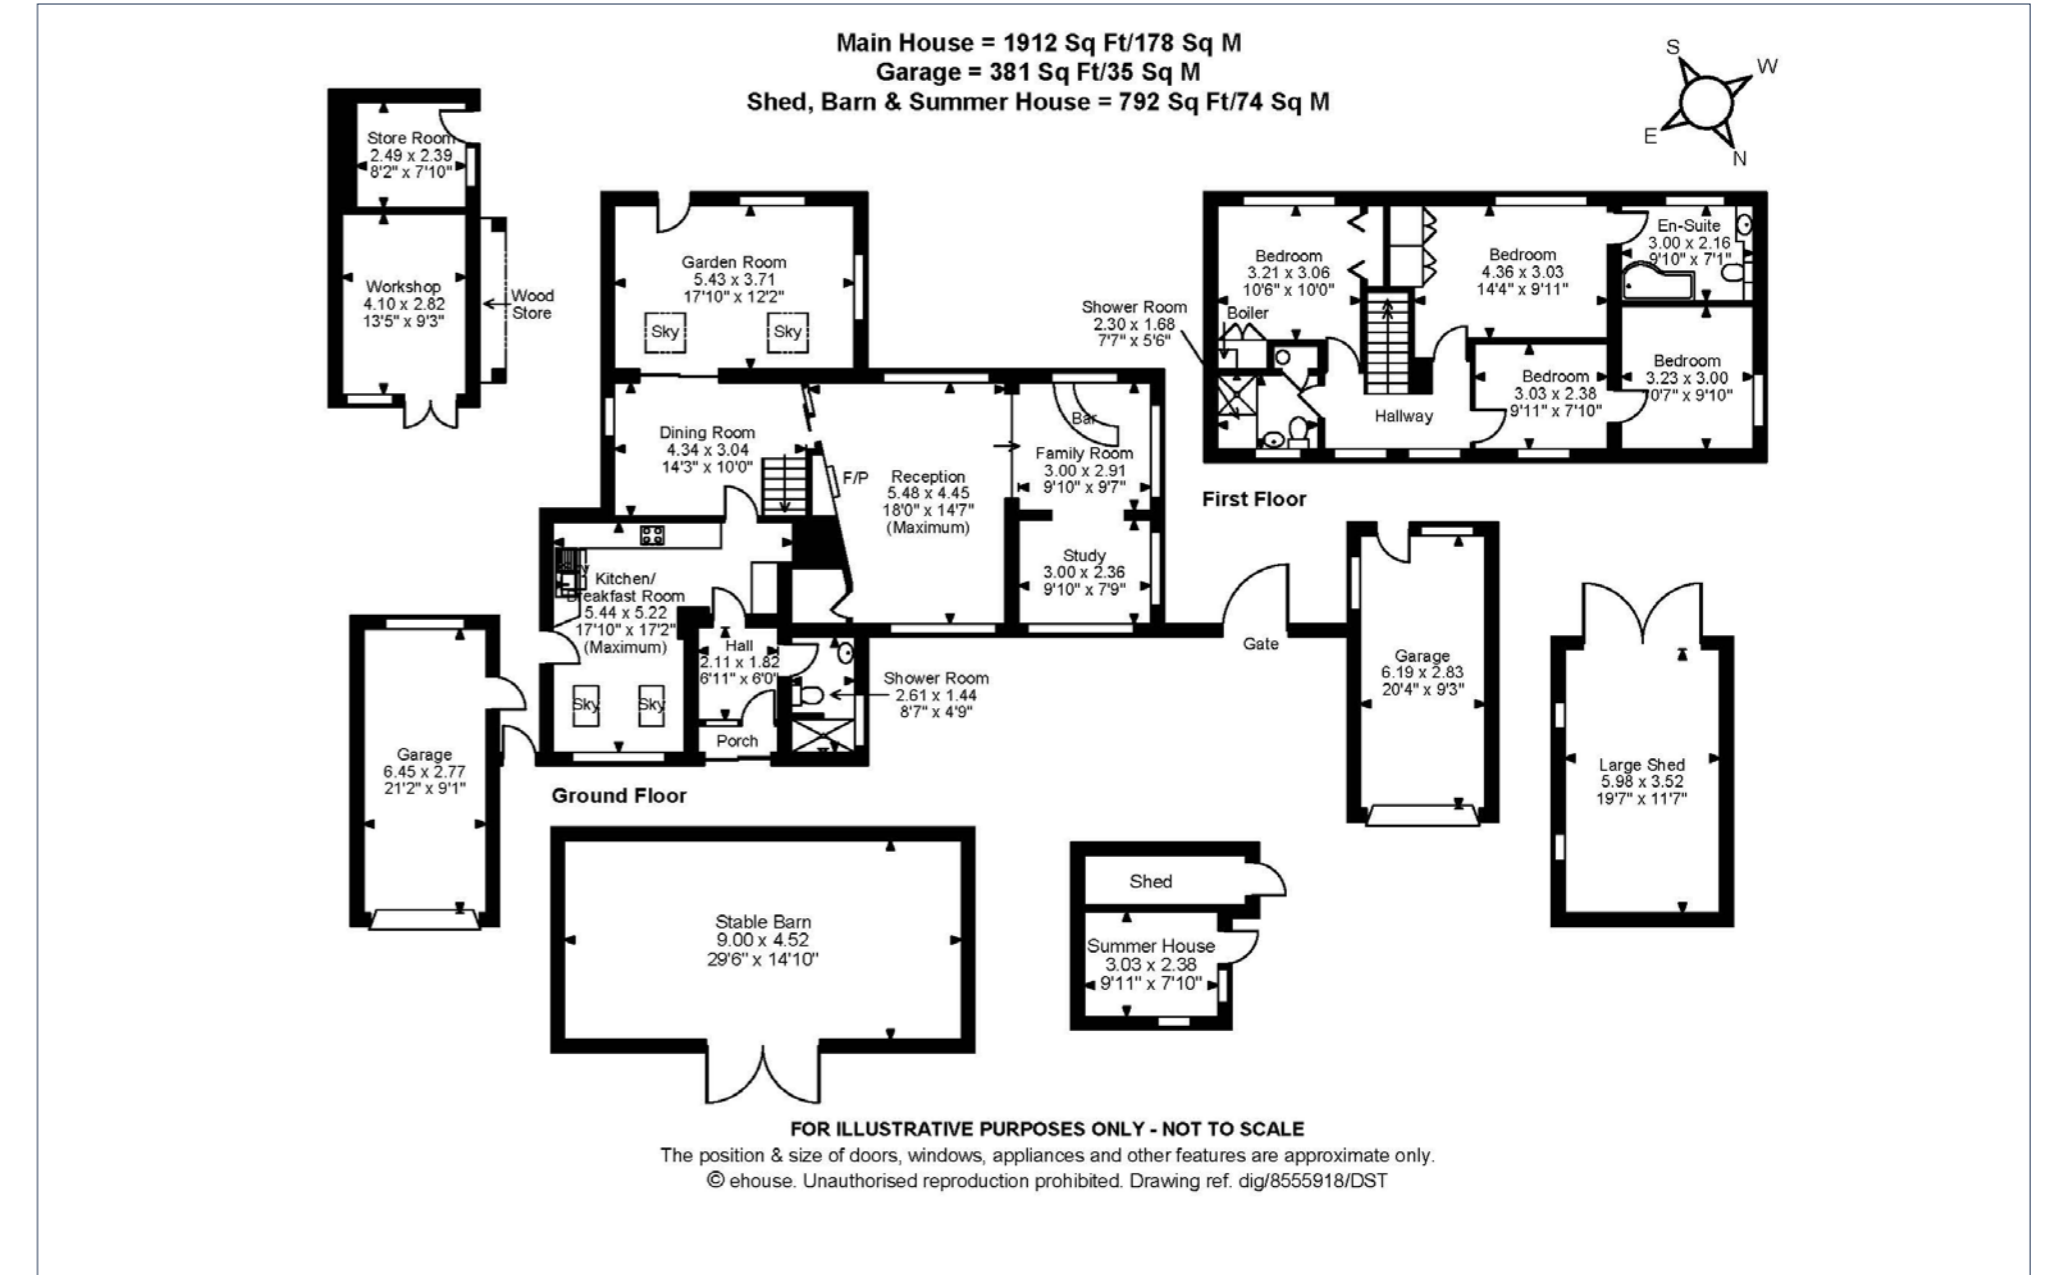 Main House = 1912 Sq Ft/178 Sq M
Garage = 381 Sq Ft/35 Sq M
Shed, Barn & Summer House = 792 Sq Ft/74 Sq M
S
W
E
N
Store Room
2.49 x 2.39
8'2" x 7'10"
Workshop
4.10 x 2.82
13'5" x 9'3"
Wood
Store
Garden Room
5.43 x 3.71
17'10" x 12'2"
Sky
Sky
Dining Room
4.34 x 3.04
14'3" x 10'0"
F/P
Reception
5.48 x 4.45
18'0" x 14'7"
(Maximum)
Bar
Family Room
3.00 x 2.91
9'10" x 9'7"
Study
3.00 x 2.36
9'10" x 7'9"
Kitchen/
Breakfast Room
5.44 x 5.22
17'10" x 17'2"
(Maximum)
Sky
Sky
Hall
2.11 x 1.82
6'11" x 6'0"
Porch
Shower Room
2.61 x 1.44
8'7" x 4'9"
Ground Floor
Shower Room
2.30 x 1.68
7'7" x 5'6"
Boiler
Bedroom
3.21 x 3.06
10'6" x 10'0"
Bedroom
4.36 x 3.03
14'4" x 9'11"
En-Suite
3.00 x 2.16
9'10" x 7'1"
Bedroom
3.03 x 2.38
9'11" x 7'10"
Bedroom
3.23 x 3.00
0'7" x 9'10"
Hallway
First Floor
Gate
Garage
6.19 x 2.83
20'4" x 9'3"
Large Shed
5.98 x 3.52
19'7" x 11'7"
Garage
6.45 x 2.77
21'2" x 9'1"
Stable Barn
9.00 x 4.52
29'6" x 14'10"
Shed
Summer House
3.03 x 2.38
9'11" x 7'10"
FOR ILLUSTRATIVE PURPOSES ONLY - NOT TO SCALE
The position & size of doors, windows, appliances and other features are approximate only.
© ehouse. Unauthorised reproduction prohibited. Drawing ref. dig/8555918/DST